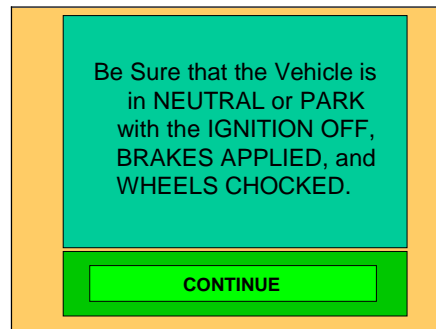 Be Sure that the Vehicle is
in NEUTRAL or PARK
with the IGNITION OFF,
BRAKES APPLIED, and
WHEELS CHOCKED.
CONTINUE